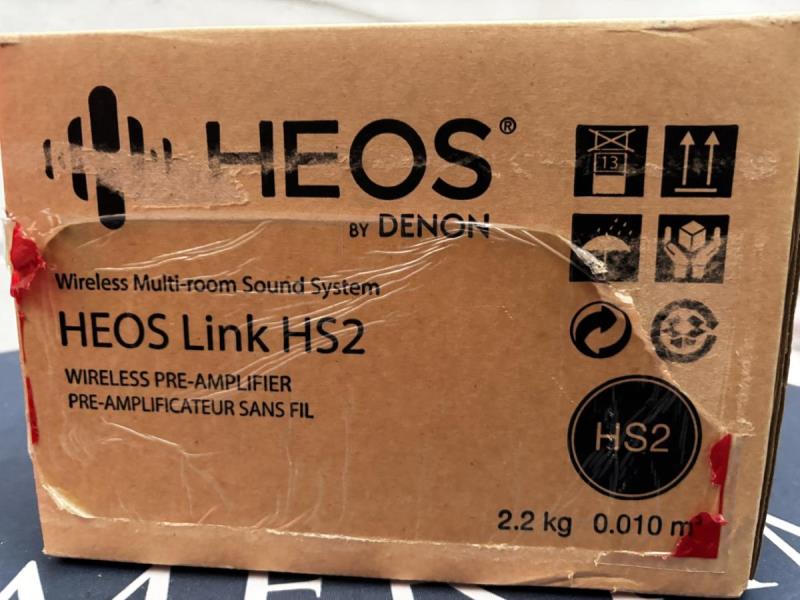 HEOS®
BY DENON
13
Wireless Multi-room Sound System
HEOS Link HS2
WIRELESS PRE-AMPLIFIER
PRE-AMPLIFICATEUR SANS FIL
HS2
2.2 kg 0.010 m³